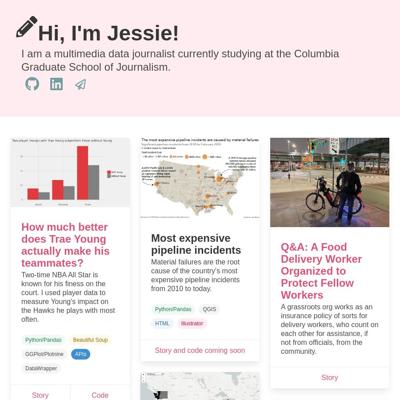 Hi, I'm Jessie!
I am a multimedia data journalist currently studying at the Columbia
Graduate School of Journalism.
How much better
does Trae Young
actually make his
teammates?
Two-time NBA All Star is
known for his finess on the
court. I used player data to
measure Young's impact on
the Hawks he plays with most
often.
Python/Pandas
Beautiful Soup
GGPlot/Plotnine
APIs
DataWrapper
Story
Code
The most expensive pipeline incidents are caused by material failures
Most expensive
pipeline incidents
Material failures are the root
cause of the country's most
expensive pipeline incidents
from 2010 to today.
Python/Pandas
QGIS
HTML
Illustrator
Story and code coming soon
Q&A: A Food
Delivery Worker
Organized to
Protect Fellow
Workers
A grassroot org works as an
insurance policy of sorts for
delivery workers, who count on
each other for assistance, if
not from officials, from the
community.
Story